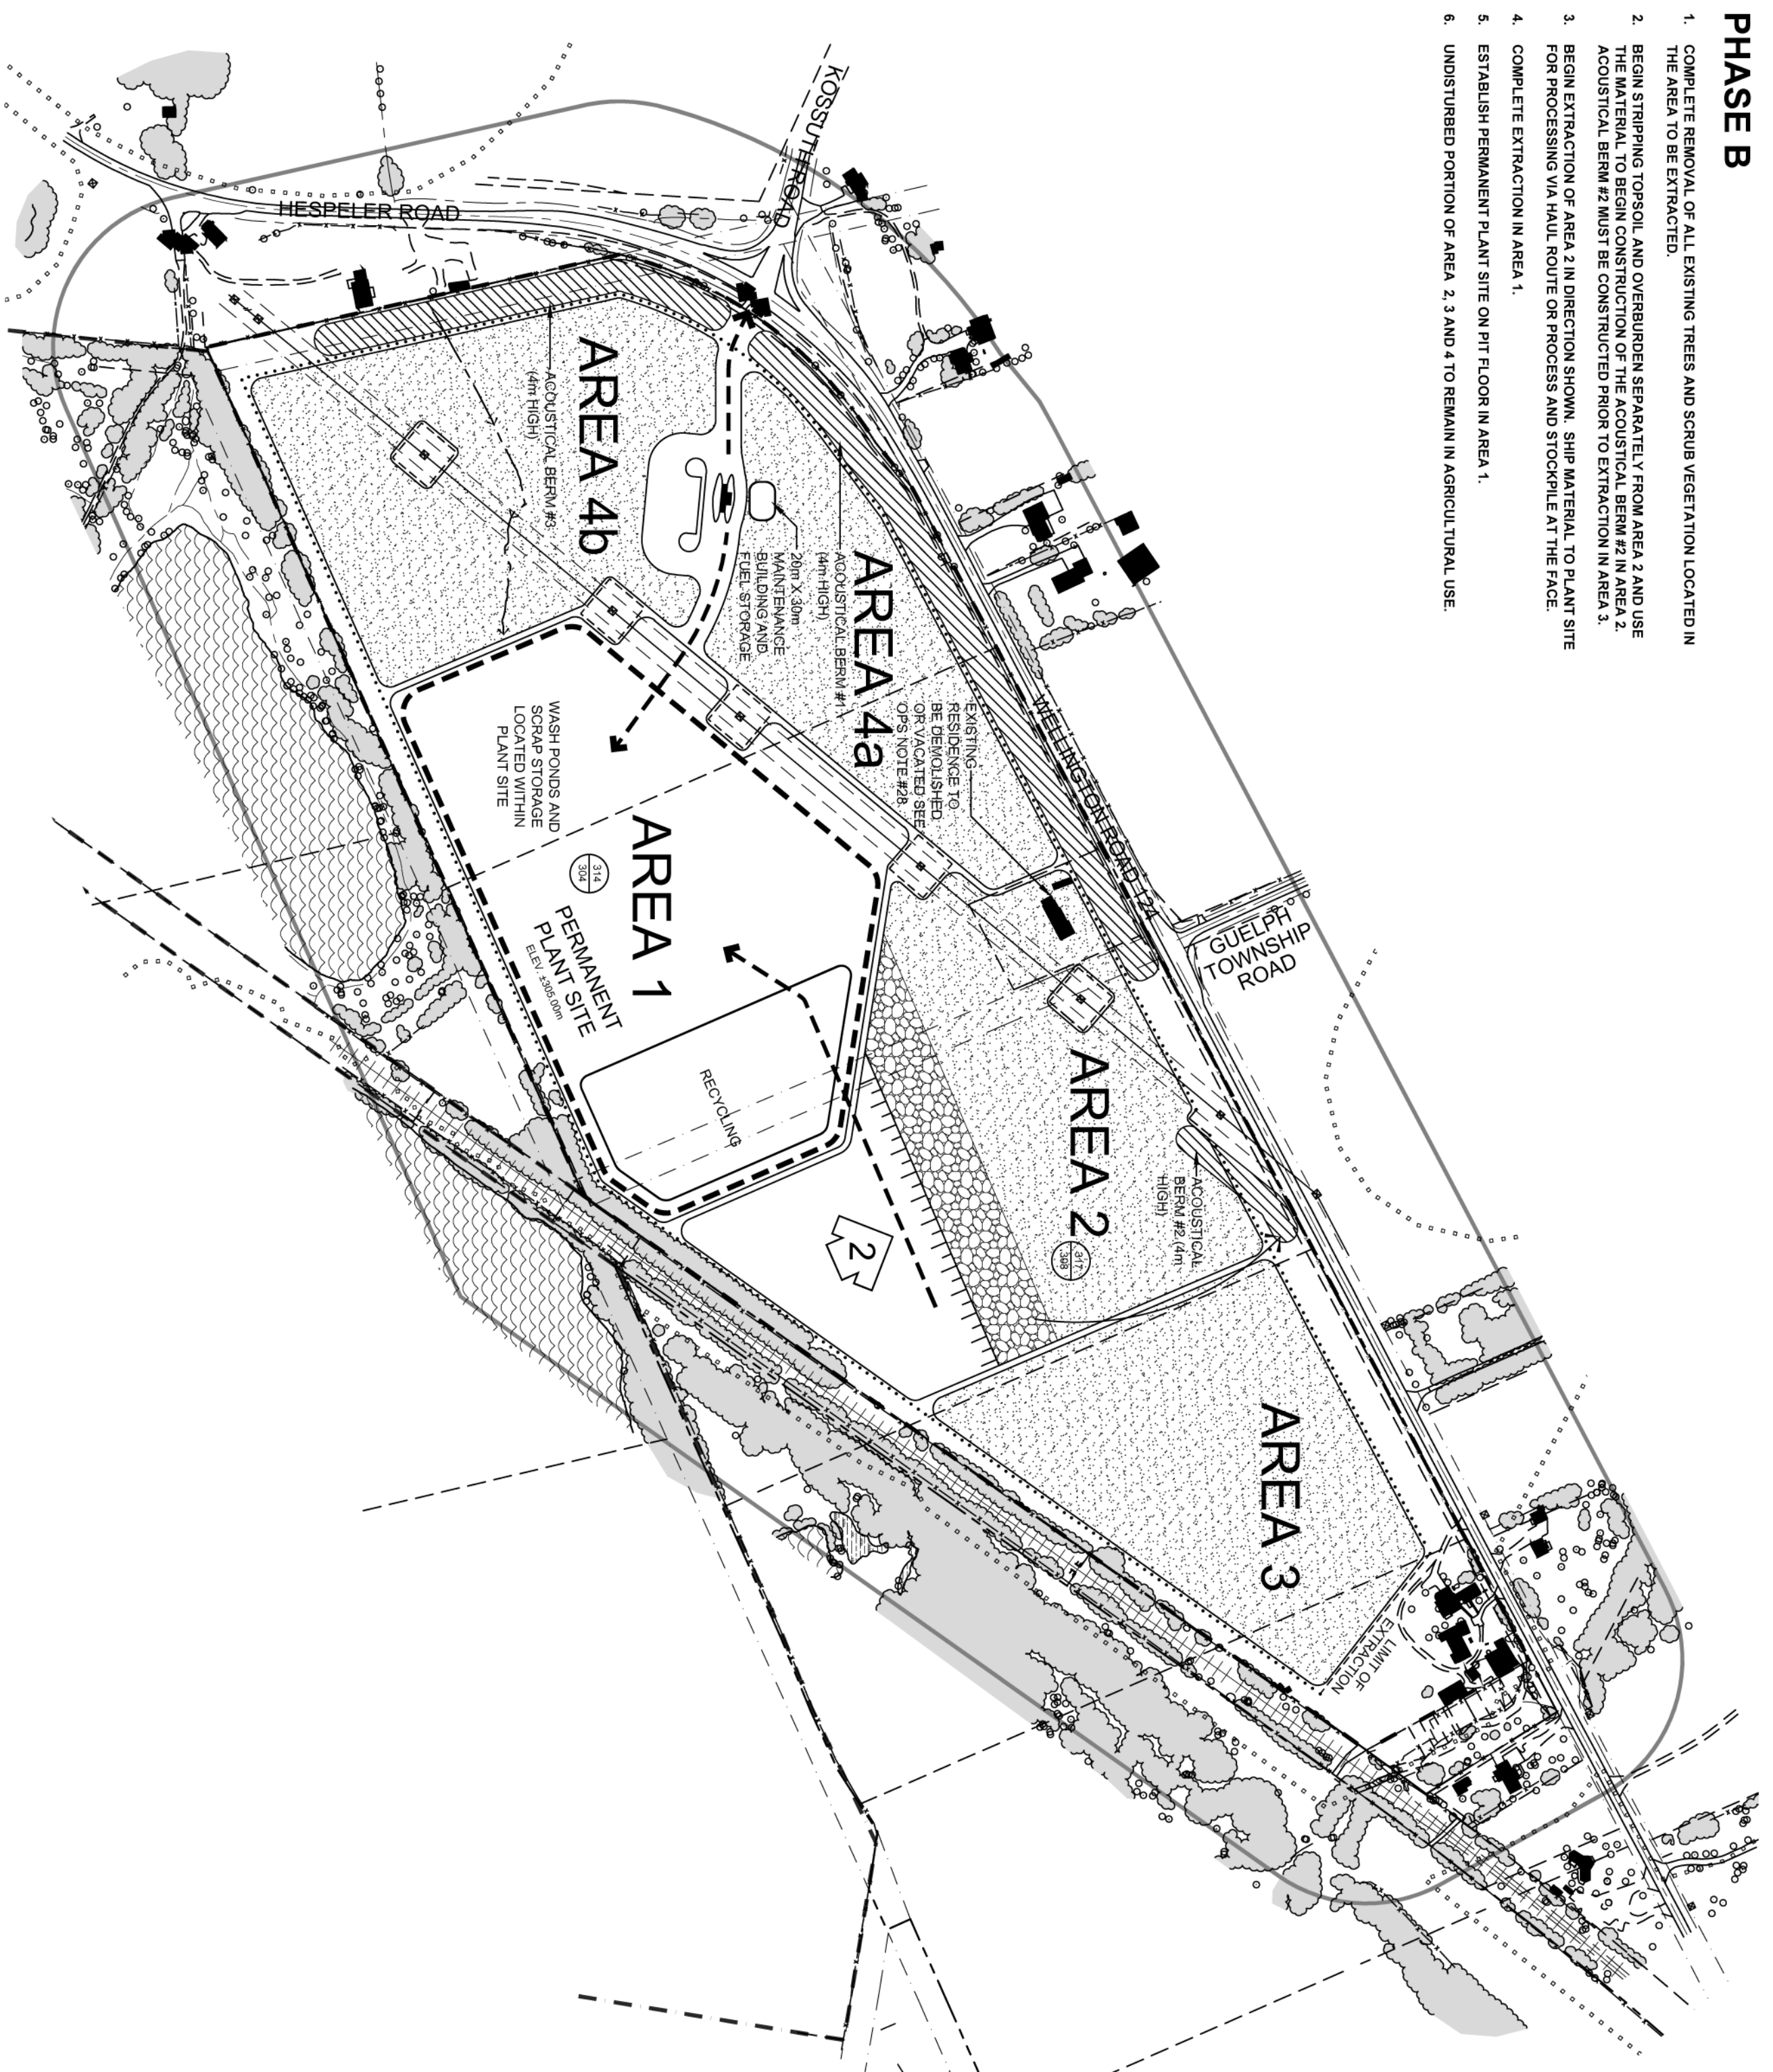 PHASE B
1. COMPLETE REMOVAL OF ALL EXISTING TREES AND SCRUB VEGETATION LOCATED IN
THE AREA TO BE EXTRACTED.
2. BEGIN STRIPPING TOPSOIL AND OVERBURDEN SEPARATELY FROM AREA 2 AND USE
THE MATERIAL TO BEGIN CONSTRUCTION OF THE ACOUSTICAL BERM #2 IN AREA 2.
ACOUSTICAL BERM #2 MUST BE CONSTRUCTED PRIOR TO EXTRACTION IN AREA 3.
3. BEGIN EXTRACTION OF AREA 2 IN DIRECTION SHOWN. SHIP MATERIAL TO PLANT SITE
FOR PROCESSING VIA HAUL ROUTE OR PROCESS AND STOCKPILE AT THE FACE.
4. COMPLETE EXTRACTION IN AREA 1.
5. ESTABLISH PERMANENT PLANT SITE ON PIT FLOOR IN AREA 1.
6. UNDISTURBED PORTION OF AREA 2, 3 AND 4 TO REMAIN IN AGRICULTURAL USE.
KOSSUTH ROAD
HESPELER ROAD
WELLINGTON ROAD 124
GUELPH
TOWNSHIP
ROAD
AREA 4b
ACOUSTICAL BERM #3
(4m HIGH)
AREA 4a
ACOUSTICAL BERM #1
(4m HIGH)
20m X 30m
MAINTENANCE
BUILDING AND
FUEL STORAGE
EXISTING
RESIDENCE TO
BE DEMOLISHED
OR VACATED SEE
OPS NOTE #28
WASH PONDS AND
SCRAP STORAGE
LOCATED WITHIN
PLANT SITE
AREA 1
314
304
PERMANENT
PLANT SITE
ELEV. ±305.00m
RECYCLING
AREA 2
317
308
ACOUSTICAL
BERM #2 (4m
HIGH)
2
AREA 3
LIMIT OF
EXTRACTION